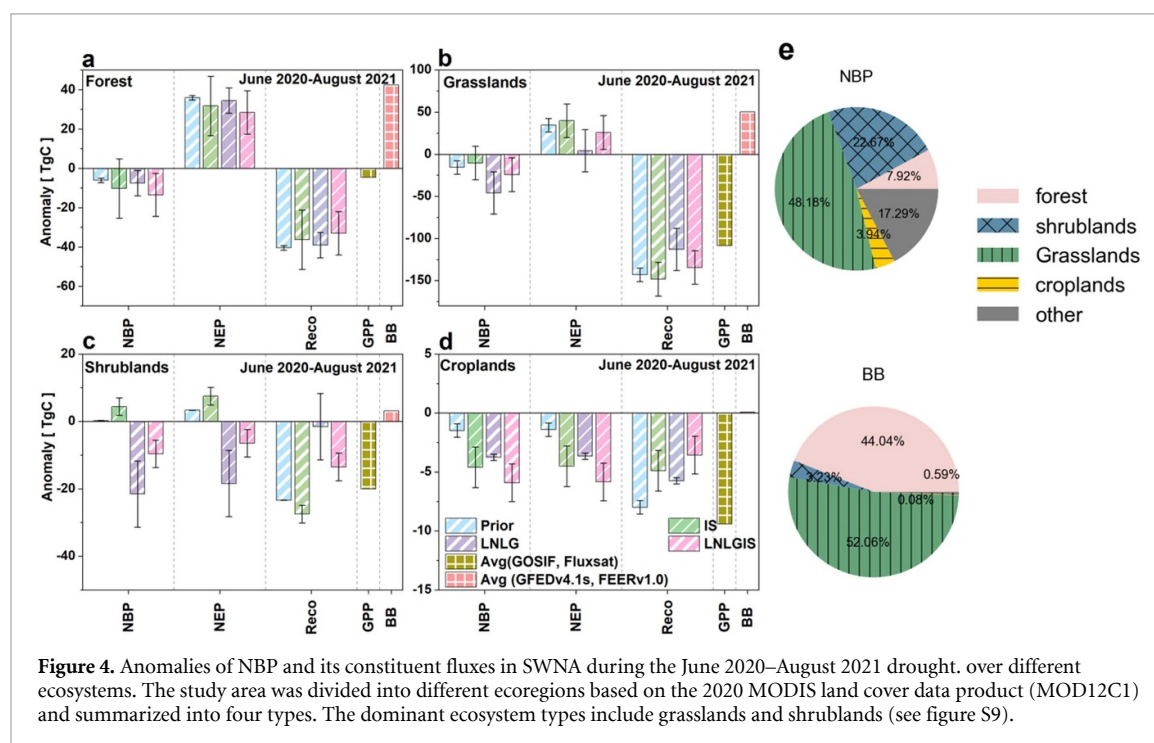 a
Forest
June 2020-August 2021
40
20
0
-20
-40
-60
Anomaly [ TgC ]
NBP
NEP
Reco
GPP
BB
b
Grasslands
June 2020-August 2021
100
50
0
-50
-100
-150
NBP
NEP
Reco
GPP
BB
c
Shrublands
June 2020-August 2021
20
0
-20
-40
Anomaly [ TgC ]
NBP
NEP
Reco
GPP
BB
d
Croplands
June 2020-August 2021
5
0
-5
-10
-15
NBP
NEP
Reco
GPP
BB
Prior
IS
LNLG
LNLGIS
Avg(GOSIF, Fluxsat)
Avg (GFEDv4.1s, FEERv1.0)
e
NBP
22.67%
7.92%
48.18%
17.29%
3.94%
forest
shrublands
Grasslands
croplands
other
BB
44.04%
0.59%
3.23%
0.08%
52.06%
Figure 4. Anomalies of NBP and its constituent fluxes in SWNA during the June 2020–August 2021 drought. over different
ecosystems. The study area was divided into different ecoregions based on the 2020 MODIS land cover data product (MOD12C1)
and summarized into four types. The dominant ecosystem types include grasslands and shrublands (see figure S9).